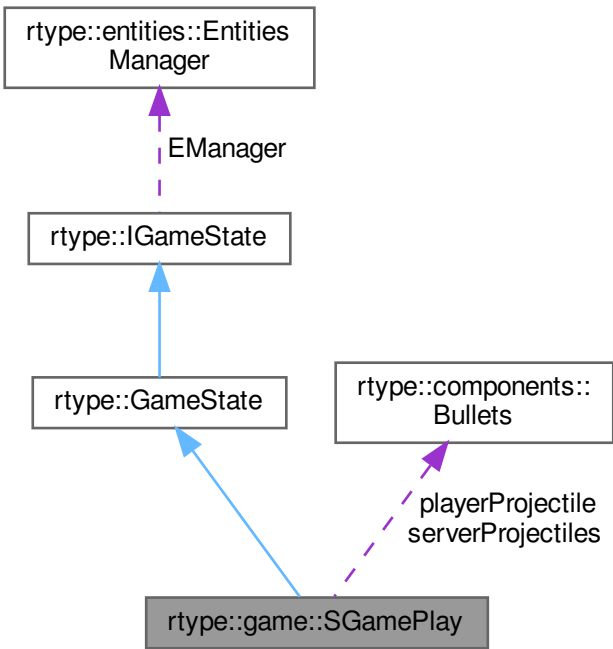 rtype::entities::Entities
Manager
EManager
rtype::IGameState
rtype::GameState
rtype::components::
Bullets
playerProjectile
serverProjectiles
rtype::game::SGamePlay